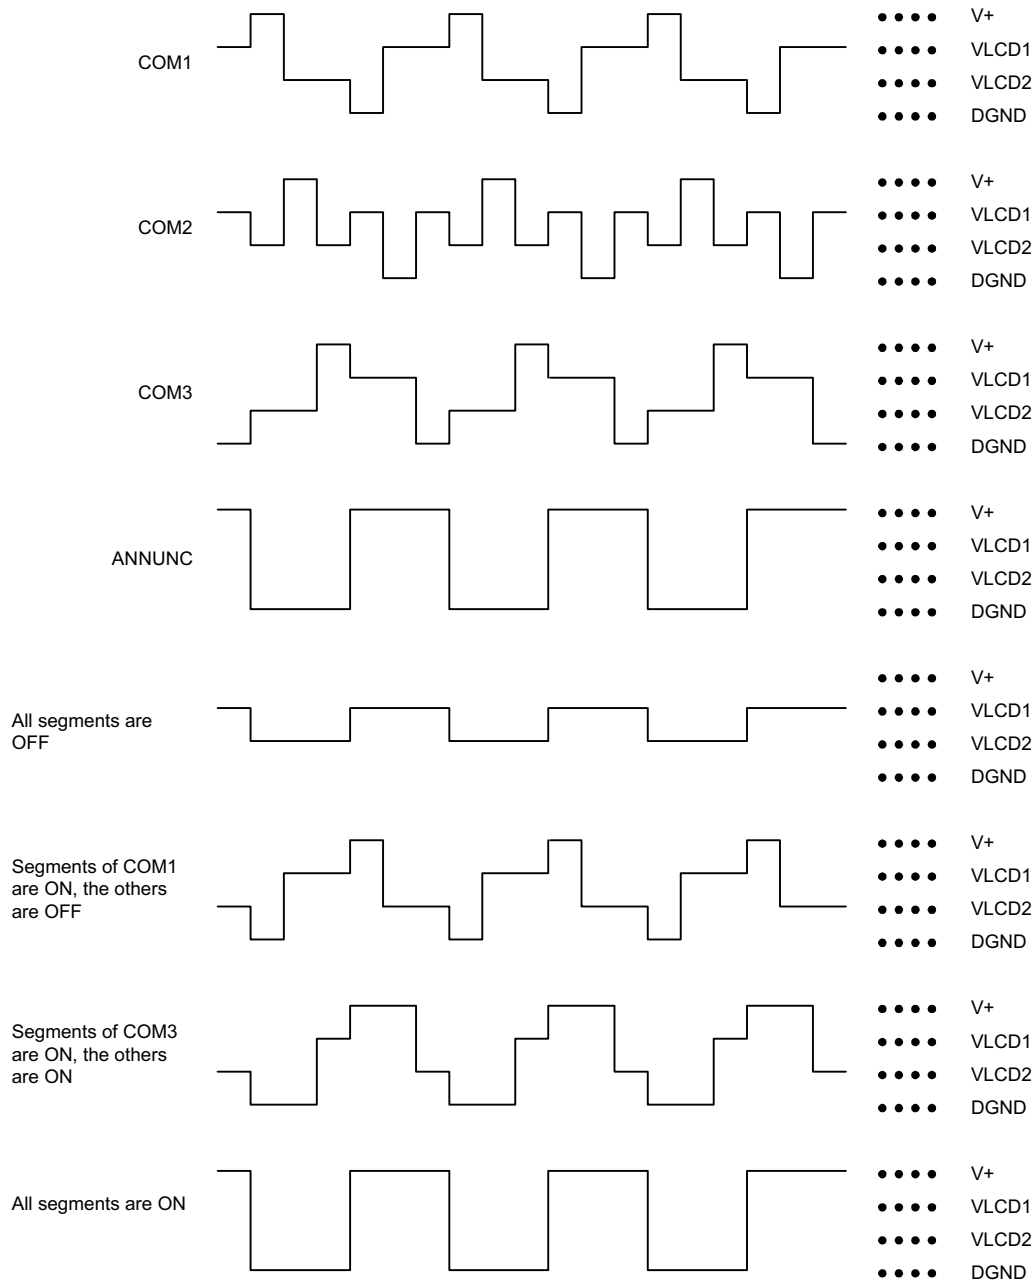 COM1
V+
VLCD1
VLCD2
DGND
COM2
V+
VLCD1
VLCD2
DGND
COM3
V+
VLCD1
VLCD2
DGND
ANNUNC
V+
VLCD1
VLCD2
DGND
All segments are
OFF
V+
VLCD1
VLCD2
DGND
Segments of COM1
are ON, the others
are OFF
V+
VLCD1
VLCD2
DGND
Segments of COM3
are ON, the others
are ON
V+
VLCD1
VLCD2
DGND
All segments are ON
V+
VLCD1
VLCD2
DGND